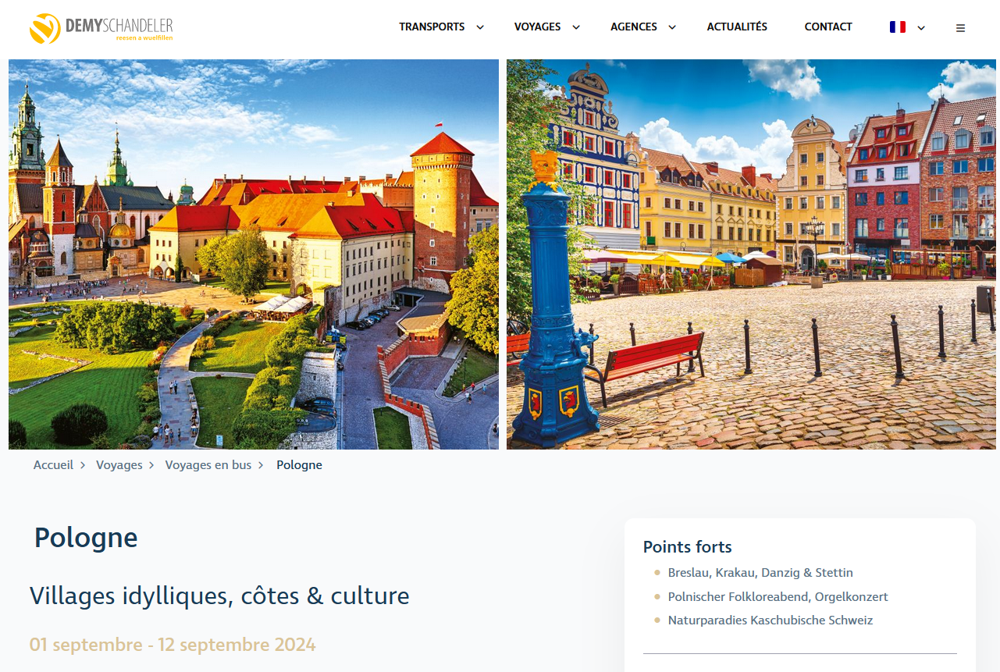 DEMYSCHANDELER
reesen a wuelfillen
TRANSPORTS
VOYAGES
AGENCES
ACTUALITÉS
CONTACT
Accueil > Voyages > Voyages en bus > Pologne
Pologne
Villages idylliques, côtes & culture
01 septembre - 12 septembre 2024
Points forts
Breslau, Krakau, Danzig & Stettin
Polnischer Folkloreabend, Orgelkonzert
Naturparadies Kaschubische Schweiz